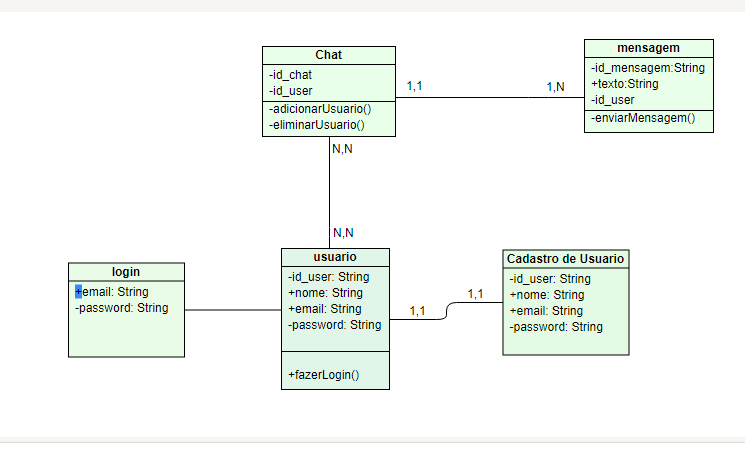 Chat
-id_chat
-id_user
-adicionarUsuario()
-eliminarUsuario()
1,1
1,N
mensagem
-id_mensagem:String
+texto:String
-id_user
-enviarMensagem()
N,N
N,N
login
+email: String
-password: String
usuario
-id_user: String
+nome: String
+email: String
-password: String
+fazerLogin()
1,1
1,1
Cadastro de Usuario
-id_user: String
+nome: String
+email: String
-password: String